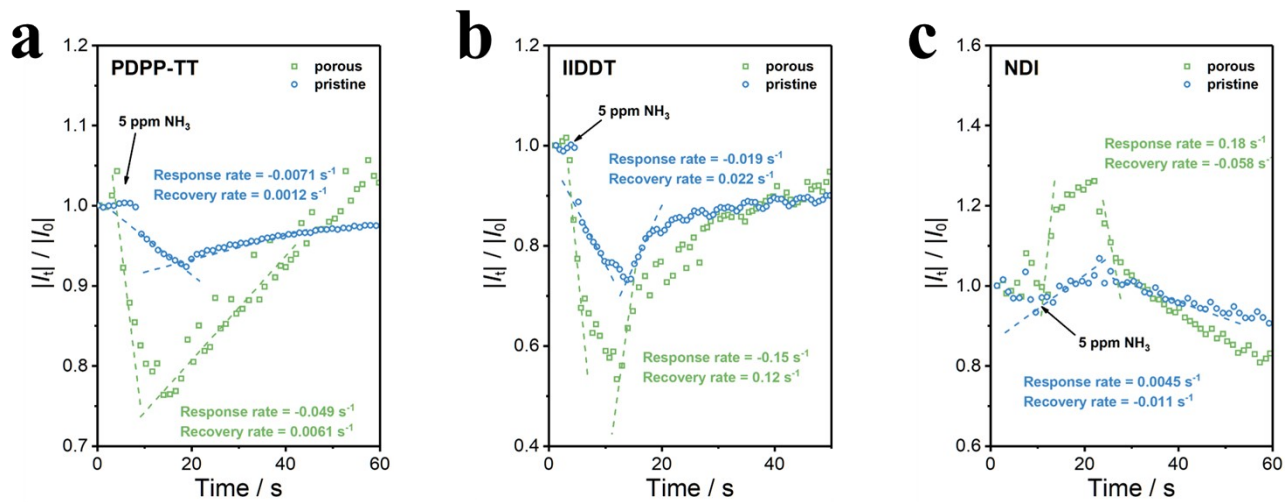 a
1.2
1.1
1.0
0.9
0.8
0.7
|Iₜ| / |I₀|
PDPP-TT
porous
pristine
5 ppm NH₃
Response rate = -0.0071 s⁻¹
Recovery rate = 0.0012 s⁻¹
Response rate = -0.049 s⁻¹
Recovery rate = 0.0061 s⁻¹
0 20 40 60
Time / s
b
1.2
1.0
0.8
0.6
0.4
|Iₜ| / |I₀|
IIDDT
porous
pristine
5 ppm NH₃
Response rate = -0.019 s⁻¹
Recovery rate = 0.022 s⁻¹
Response rate = -0.15 s⁻¹
Recovery rate = 0.12 s⁻¹
0 20 40
Time / s
c
1.6
1.4
1.2
1.0
0.8
0.6
|Iₜ| / |I₀|
NDI
porous
pristine
Response rate = 0.18 s⁻¹
Recovery rate = -0.058 s⁻¹
5 ppm NH₃
Response rate = 0.0045 s⁻¹
Recovery rate = -0.011 s⁻¹
0 20 40 60
Time / s